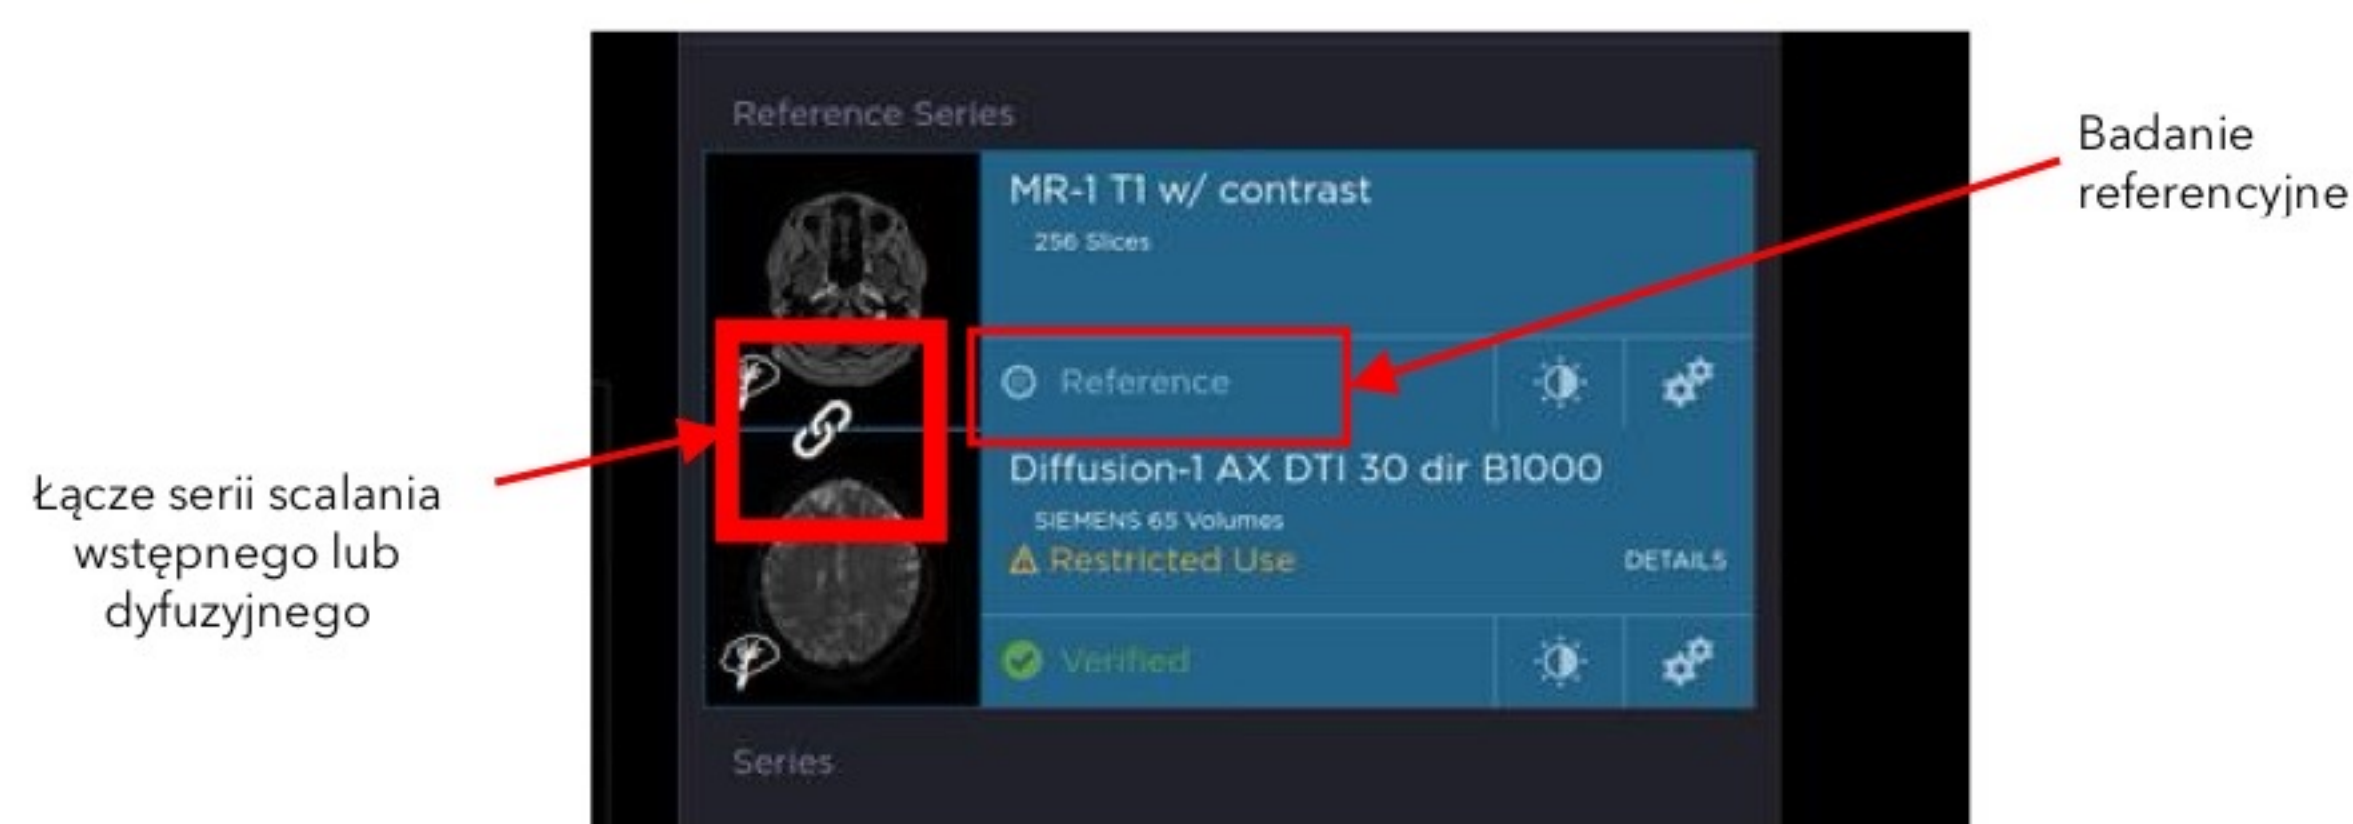 Reference Series
MR-1 T1 w/ contrast
256 Slices
Reference
Diffusion-1 AX DTI 30 dir B1000
SIEMENS 65 Volumes
Restricted Use
DETAILS
Verified
Series
Badanie
referencyjne
Łącze serii scalania
wstępnego lub
dyfuzyjnego